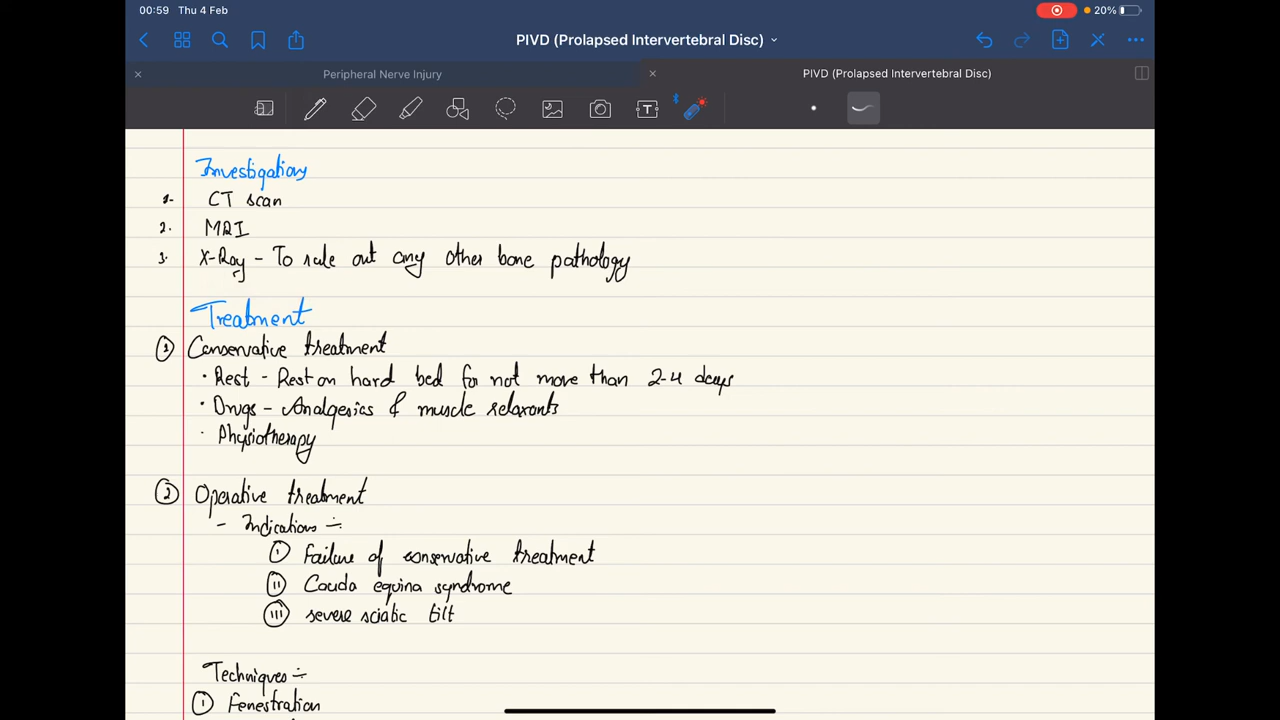 00:59 Thu 4 Feb
20%
PIVD (Prolapsed Intervertebral Disc)
Peripheral Nerve Injury
PIVD (Prolapsed Intervertebral Disc)
Investigations
1. CT scan
2. MRI
3. X-Ray - To rule out any other bone pathology
Treatment
① Conservative treatment
• Rest - Rest on hard bed for not more than 2-4 days
• Drugs - Analgesics & muscle relaxants
• Physiotherapy
② Operative treatment
- Indications :-
Ⓘ Failure of conservative treatment
ⓘⓘ Cauda equina syndrome
ⓘⓘⓘ severe sciatic tilt
Techniques :-
① Fenestration